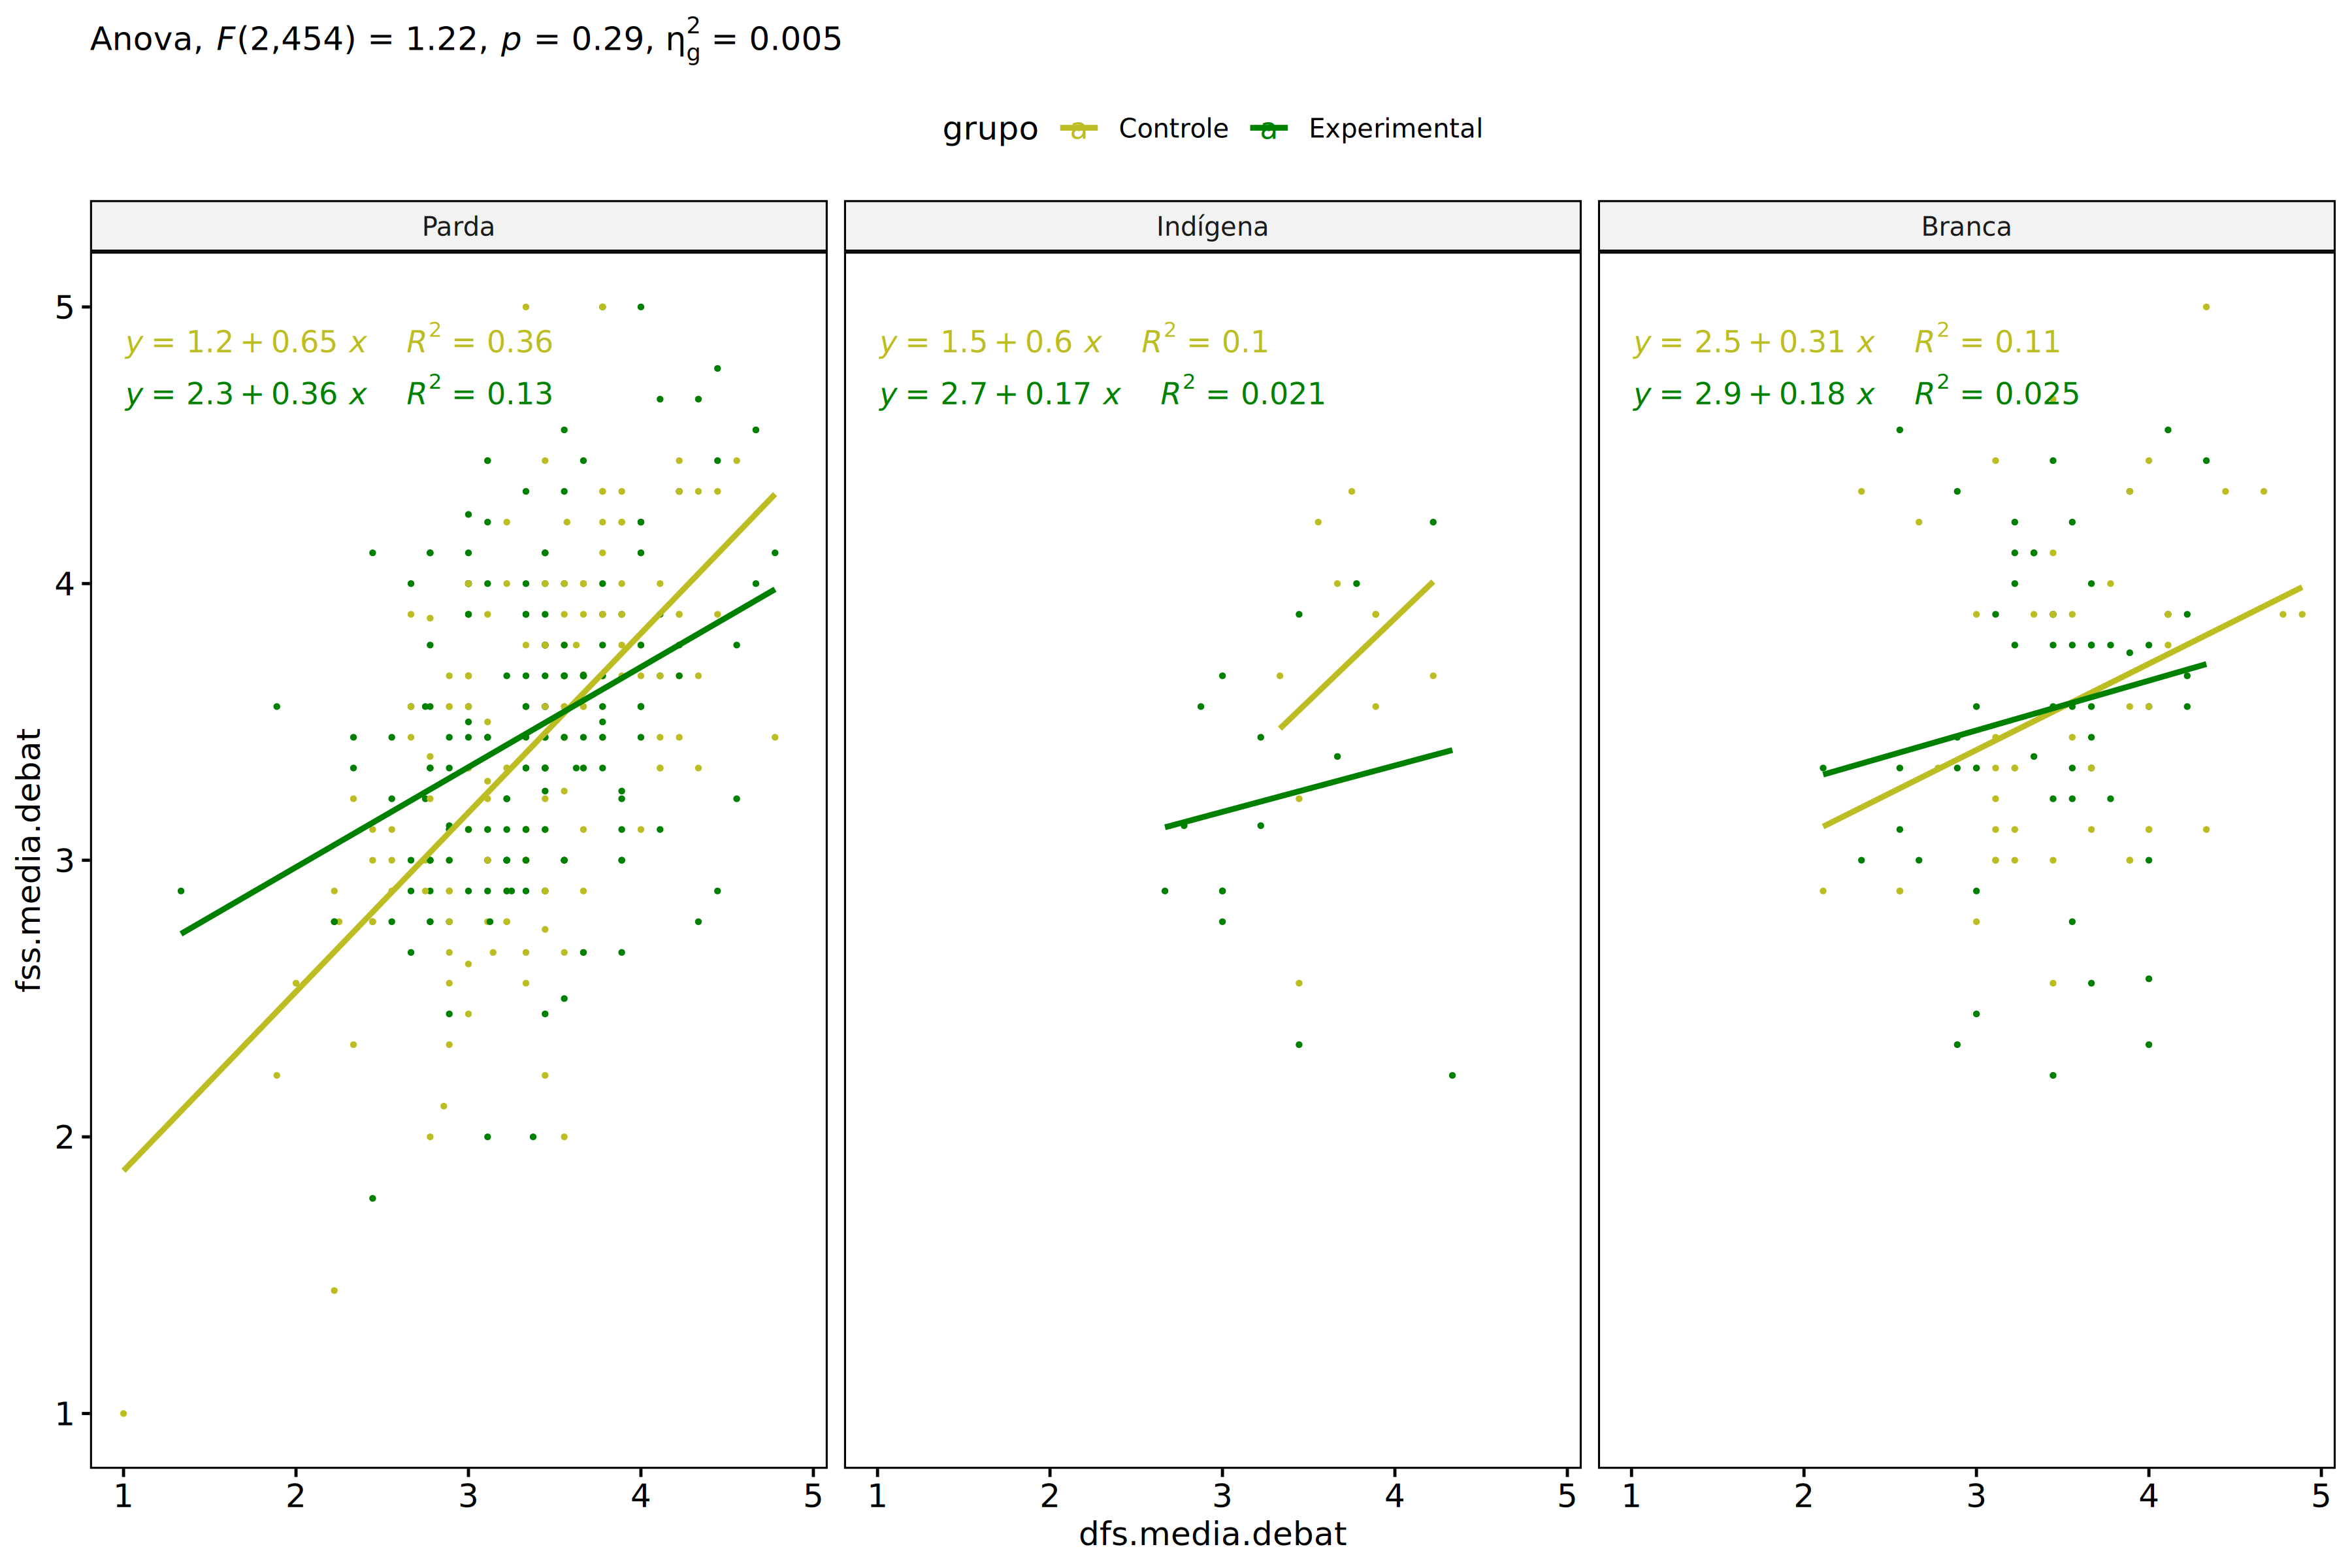 Anova, F(2,454) = 1.22, p = 0.29, η²g = 0.005
grupo a Controle a Experimental
Parda Indígena Branca
y = 1.2 + 0.65 x R² = 0.36
y = 2.3 + 0.36 x R² = 0.13
y = 1.5 + 0.6 x R² = 0.1
y = 2.7 + 0.17 x R² = 0.021
y = 2.5 + 0.31 x R² = 0.11
y = 2.9 + 0.18 x R² = 0.025
5
4
3
2
1
fss.media.debat
1 2 3 4 5 1 2 3 4 5 1 2 3 4 5
dfs.media.debat